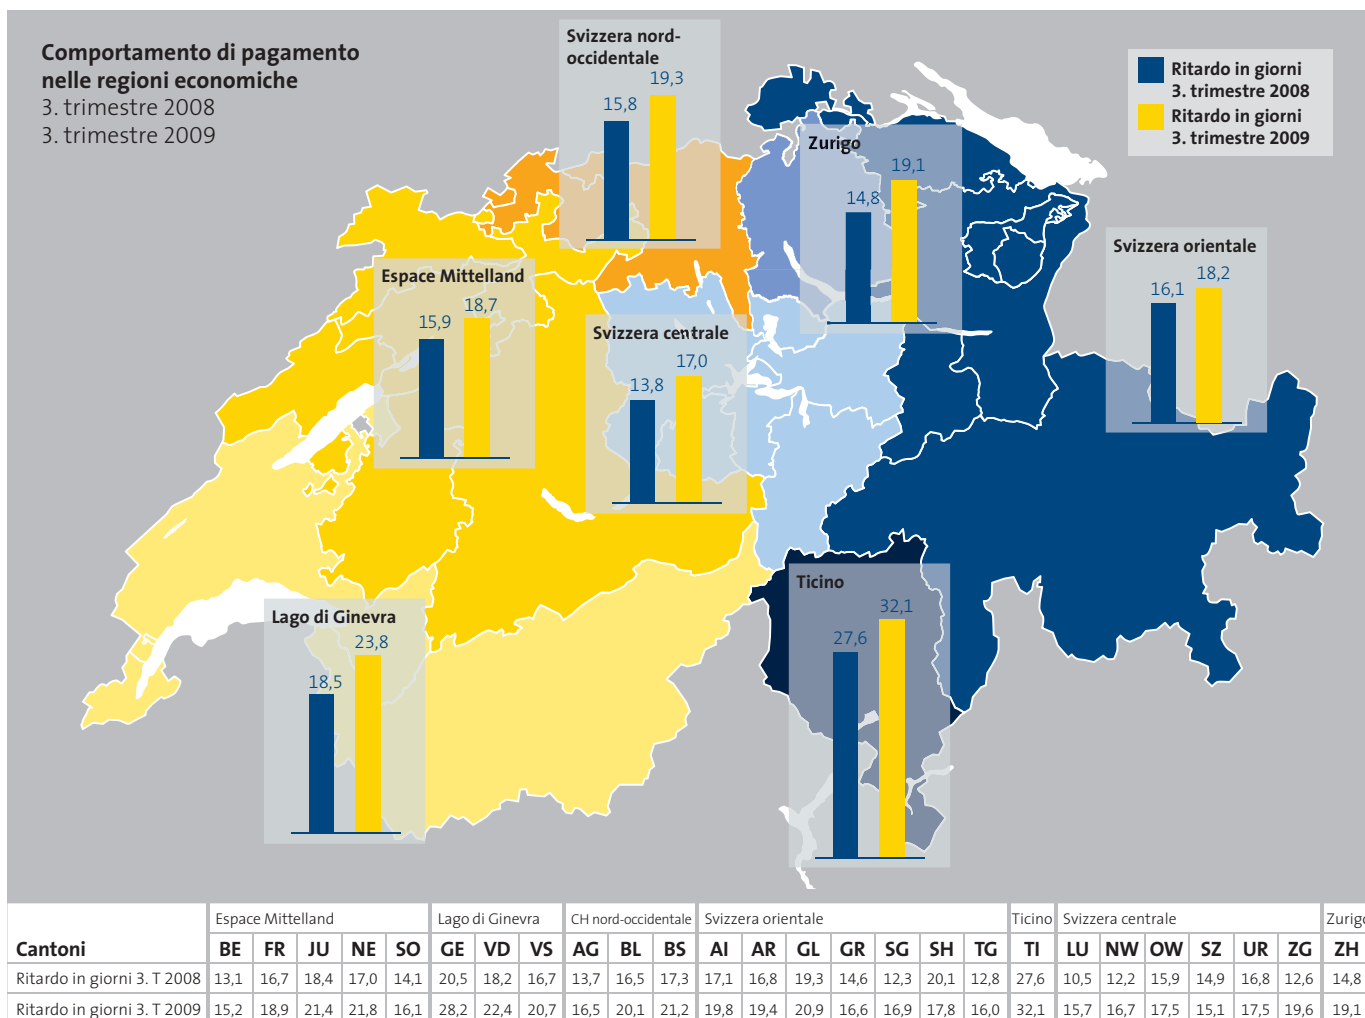 Comportamento di pagamento
nelle regioni economiche
3. trimestre 2008
3. trimestre 2009
Svizzera nord-
occidentale
15,8
19,3
Ritardo in giorni
3. trimestre 2008
Ritardo in giorni
3. trimestre 2009
Zurigo
14,8
19,1
Svizzera orientale
16,1
18,2
Espace Mittelland
15,9
18,7
Svizzera centrale
13,8
17,0
Ticino
27,6
32,1
Lago di Ginevra
18,5
23,8
Espace Mittelland Lago di Ginevra CH nord-occidentale Svizzera orientale Ticino Svizzera centrale Zurigo
Cantoni BE FR JU NE SO GE VD VS AG BL BS AI AR GL GR SG SH TG TI LU NW OW SZ UR ZG ZH
Ritardo in giorni 3. T 2008 13,1 16,7 18,4 17,0 14,1 20,5 18,2 16,7 13,7 16,5 17,3 17,1 16,8 19,3 14,6 12,3 20,1 12,8 27,6 10,5 12,2 15,9 14,9 16,8 12,6 14,8
Ritardo in giorni 3. T 2009 15,2 18,9 21,4 21,8 16,1 28,2 22,4 20,7 16,5 20,1 21,2 19,8 19,4 20,9 16,6 16,9 17,8 16,0 32,1 15,7 16,7 17,5 15,1 17,5 19,6 19,1